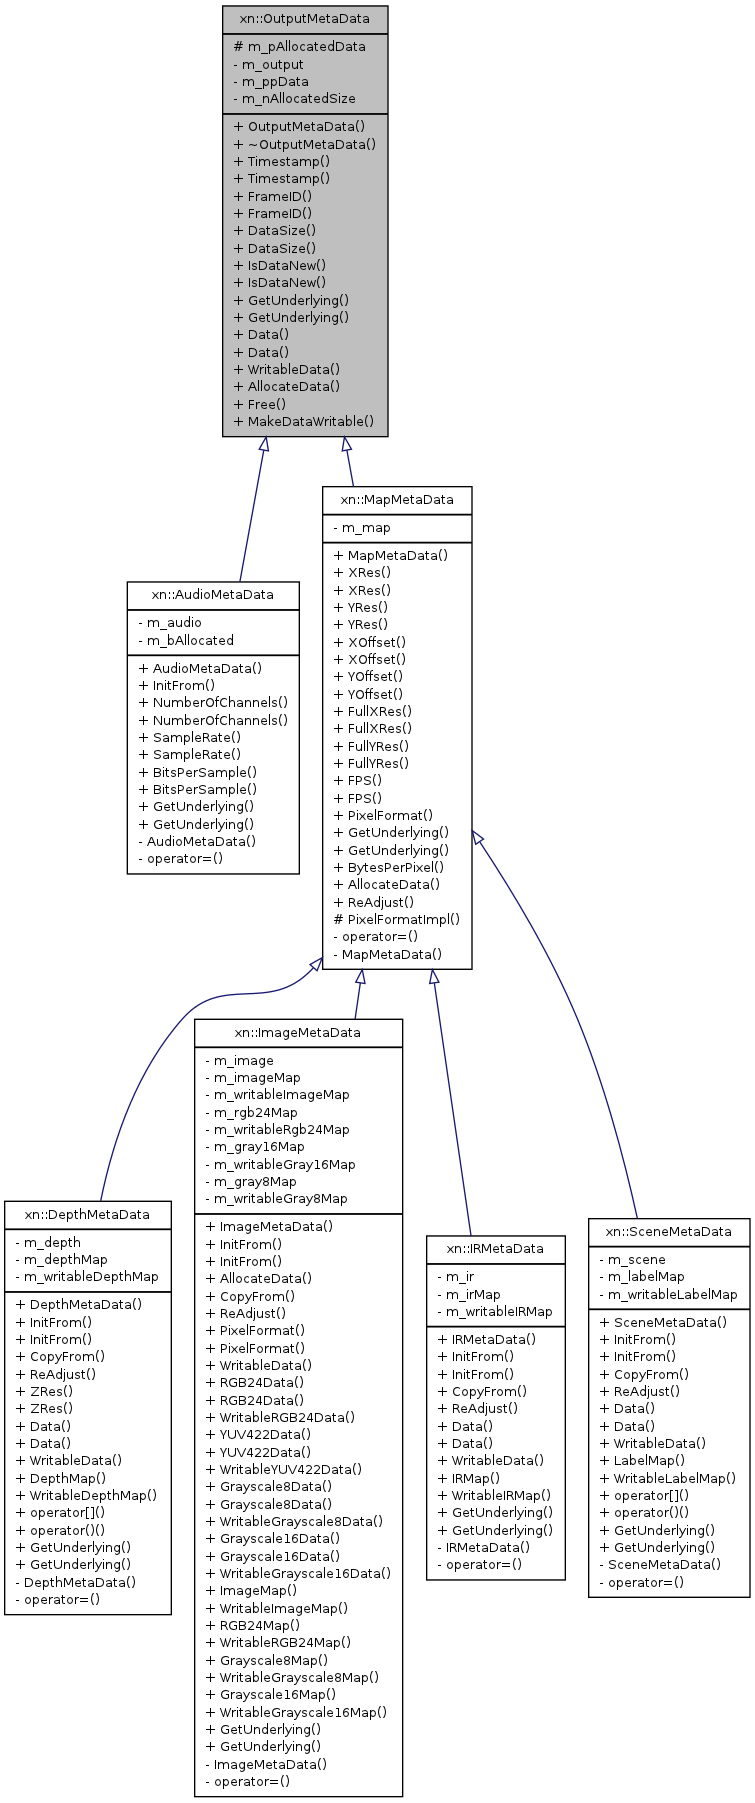 xn::OutputMetaData
# m_pAllocatedData
- m_output
- m_ppData
- m_nAllocatedSize
+ OutputMetaData()
+ ~OutputMetaData()
+ Timestamp()
+ Timestamp()
+ FrameID()
+ FrameID()
+ DataSize()
+ DataSize()
+ IsDataNew()
+ IsDataNew()
+ GetUnderlying()
+ GetUnderlying()
+ Data()
+ Data()
+ WritableData()
+ AllocateData()
+ Free()
+ MakeDataWritable()
xn::MapMetaData
- m_map
+ MapMetaData()
+ XRes()
+ XRes()
+ YRes()
+ YRes()
+ XOffset()
+ XOffset()
+ YOffset()
+ YOffset()
+ FullXRes()
+ FullXRes()
+ FullYRes()
+ FullYRes()
+ FPS()
+ FPS()
+ PixelFormat()
+ GetUnderlying()
+ GetUnderlying()
+ BytesPerPixel()
+ AllocateData()
+ ReAdjust()
# PixelFormatImpl()
- operator=()
- MapMetaData()
xn::AudioMetaData
- m_audio
- m_bAllocated
+ AudioMetaData()
+ InitFrom()
+ NumberOfChannels()
+ NumberOfChannels()
+ SampleRate()
+ SampleRate()
+ BitsPerSample()
+ BitsPerSample()
+ GetUnderlying()
+ GetUnderlying()
- AudioMetaData()
- operator=()
xn::DepthMetaData
- m_depth
- m_depthMap
- m_writableDepthMap
+ DepthMetaData()
+ InitFrom()
+ InitFrom()
+ CopyFrom()
+ ReAdjust()
+ ZRes()
+ ZRes()
+ Data()
+ Data()
+ WritableData()
+ DepthMap()
+ WritableDepthMap()
+ operator[]()
+ operator()()
+ GetUnderlying()
+ GetUnderlying()
- DepthMetaData()
- operator=()
xn::ImageMetaData
- m_image
- m_imageMap
- m_writableImageMap
- m_rgb24Map
- m_writableRgb24Map
- m_gray16Map
- m_writableGray16Map
- m_gray8Map
- m_writableGray8Map
+ ImageMetaData()
+ InitFrom()
+ InitFrom()
+ AllocateData()
+ CopyFrom()
+ ReAdjust()
+ PixelFormat()
+ PixelFormat()
+ WritableData()
+ RGB24Data()
+ RGB24Data()
+ WritableRGB24Data()
+ YUV422Data()
+ YUV422Data()
+ WritableYUV422Data()
+ Grayscale8Data()
+ Grayscale8Data()
+ WritableGrayscale8Data()
+ Grayscale16Data()
+ Grayscale16Data()
+ WritableGrayscale16Data()
+ ImageMap()
+ WritableImageMap()
+ RGB24Map()
+ WritableRGB24Map()
+ Grayscale8Map()
+ WritableGrayscale8Map()
+ Grayscale16Map()
+ WritableGrayscale16Map()
+ GetUnderlying()
+ GetUnderlying()
- ImageMetaData()
- operator=()
xn::IRMetaData
- m_ir
- m_irMap
- m_writableIRMap
+ IRMetaData()
+ InitFrom()
+ InitFrom()
+ CopyFrom()
+ ReAdjust()
+ Data()
+ Data()
+ WritableData()
+ IRMap()
+ WritableIRMap()
+ GetUnderlying()
+ GetUnderlying()
- IRMetaData()
- operator=()
xn::SceneMetaData
- m_scene
- m_labelMap
- m_writableLabelMap
+ SceneMetaData()
+ InitFrom()
+ InitFrom()
+ CopyFrom()
+ ReAdjust()
+ Data()
+ Data()
+ WritableData()
+ LabelMap()
+ WritableLabelMap()
+ operator[]()
+ operator()()
+ GetUnderlying()
+ GetUnderlying()
- SceneMetaData()
- operator=()